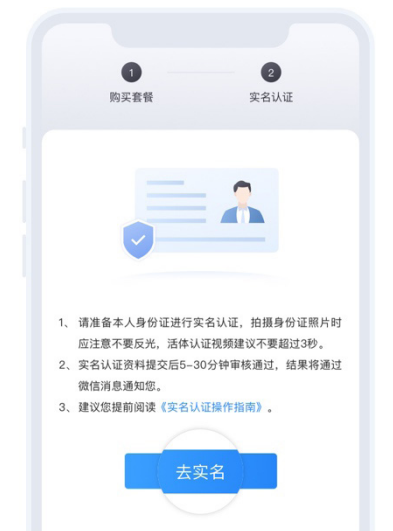 1
2
购买套餐
实名认证
1、 请准备本人身份证进行实名认证，拍摄身份证照片时
应注意不要反光，活体认证视频建议不要超过3秒。
2、 实名认证资料提交后5-30分钟审核通过，结果将通过
微信消息通知您。
3、 建议您提前阅读《实名认证操作指南》。
去实名